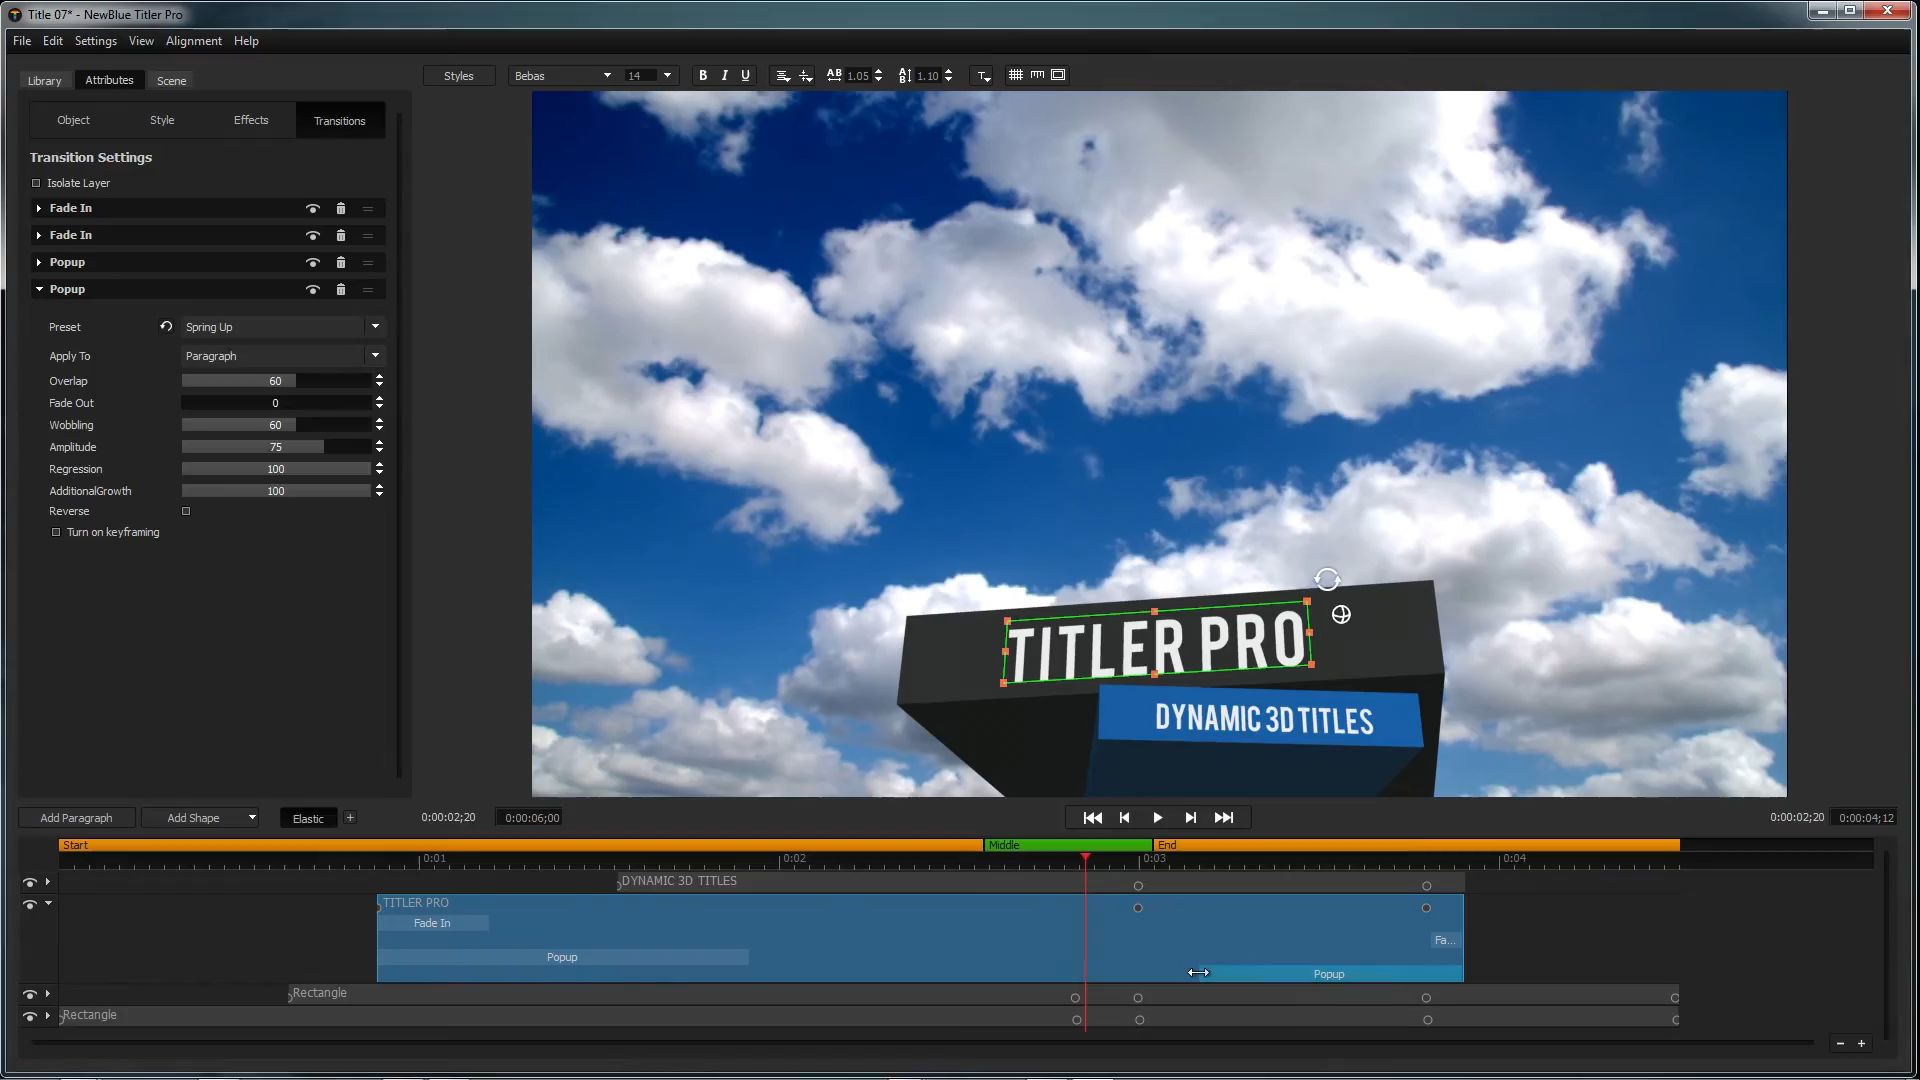 Title 07* - NewBlue Titler Pro
File Edit Settings View Alignment Help
Library Attributes Scene
Styles Bebas 14 B I U AB 1.05 AB 1.10 T
Object Style Effects Transitions
Transition Settings
Isolate Layer
Fade In
Fade In
Popup
Popup
Preset Spring Up
Apply To Paragraph
Overlap 60
Fade Out 0
Wobbling 60
Amplitude 75
Regression 100
AdditionalGrowth 100
Reverse
Turn on keyframing
TITLER PRO
DYNAMIC 3D TITLES
Add Paragraph Add Shape Elastic + 0:00:02;20 0:00:06;00 0:00:02;20 0:00:04;12
Start Middle End
0:01 0:02 0:03 0:04
DYNAMIC 3D TITLES
TITLER PRO
Fade In
Fa...
Popup
Popup
Rectangle
Rectangle